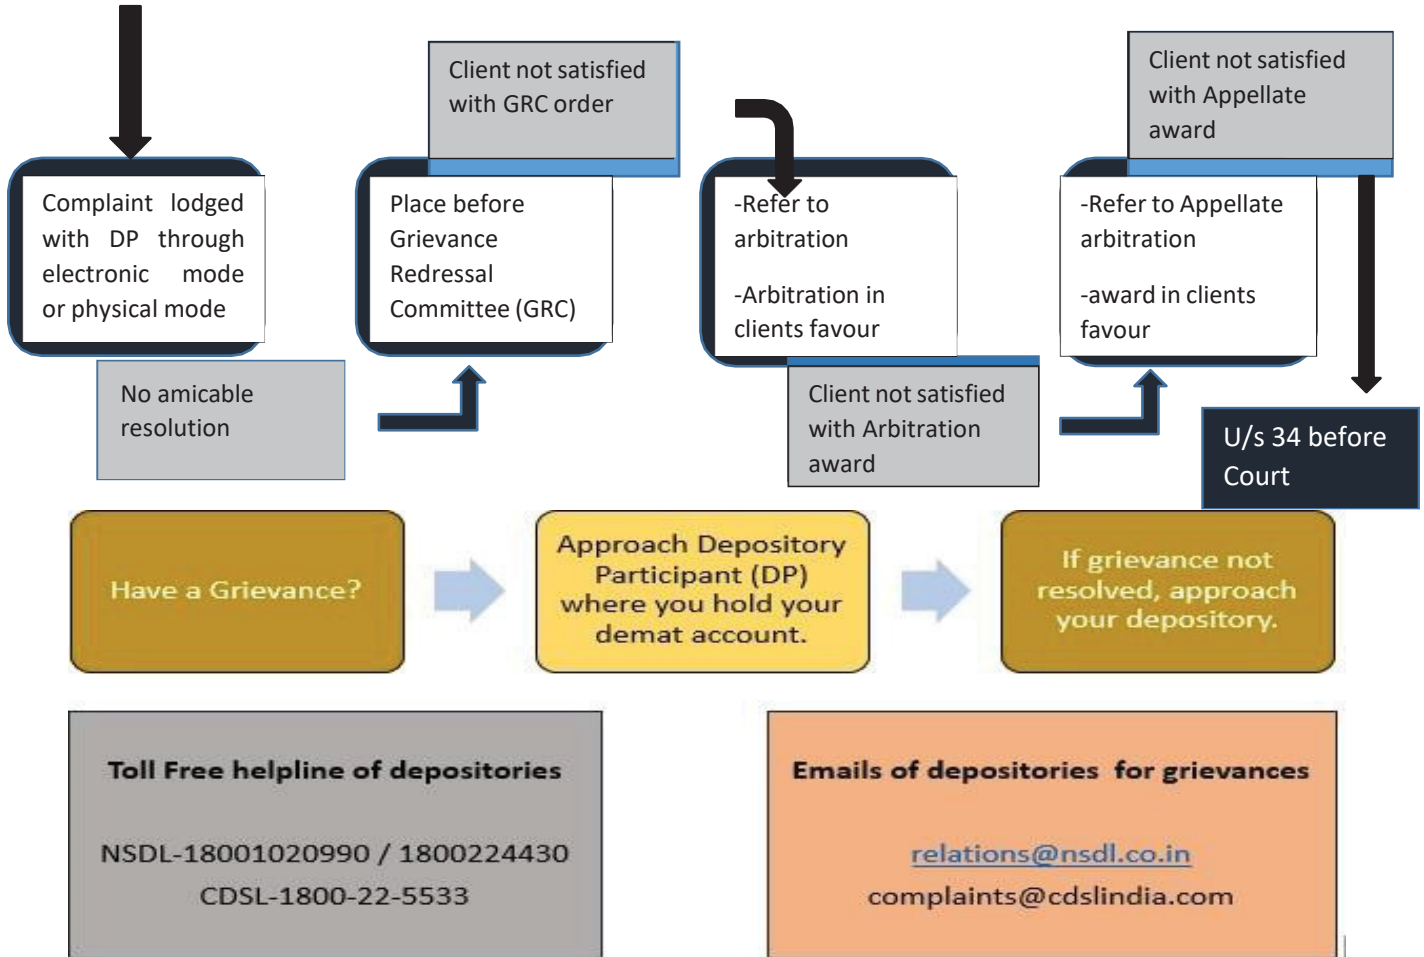 Client not satisfied
with GRC order
Client not satisfied
with Appellate
award
Complaint lodged
with DP through
electronic mode
or physical mode
Place before
Grievance
Redressal
Committee (GRC)
-Refer to
arbitration
-Arbitration in
clients favour
-Refer to Appellate
arbitration
-award in clients
favour
No amicable
resolution
Client not satisfied
with Arbitration
award
U/s 34 before
Court
Have a Grievance?
Approach Depository
Participant (DP)
where you hold your
demat account.
If grievance not
resolved, approach
your depository.
Toll Free helpline of depositories
NSDL-18001020990 / 1800224430
CDSL-1800-22-5533
Emails of depositories for grievances
relations@nsdl.co.in
complaints@cdslindia.com